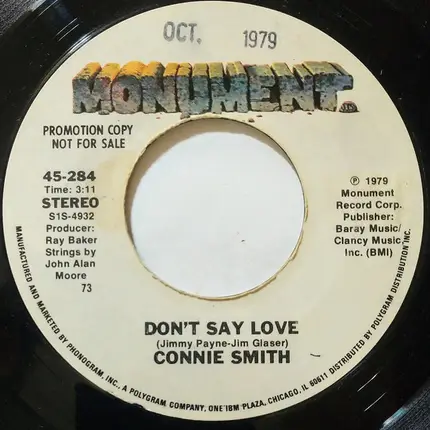 OCT. 1979
MONUMENT
PROMOTION COPY
NOT FOR SALE
45-284
Time: 3:11
STEREO
S1S-4932
Producer:
Ray Baker
Strings by
John Alan
Moore
73
℗ 1979
Monument
Record Corp.
Publisher:
Baray Music/
Clancy Music
Inc. (BMI)
DON'T SAY LOVE
(Jimmy Payne-Jim Glaser)
CONNIE SMITH
MANUFACTURED AND MARKETED BY PHONOGRAM, INC., A POLYGRAM COMPANY, ONE IBM PLAZA, CHICAGO, IL 60611 DISTRIBUTED BY POLYGRAM DISTRIBUTION INC.